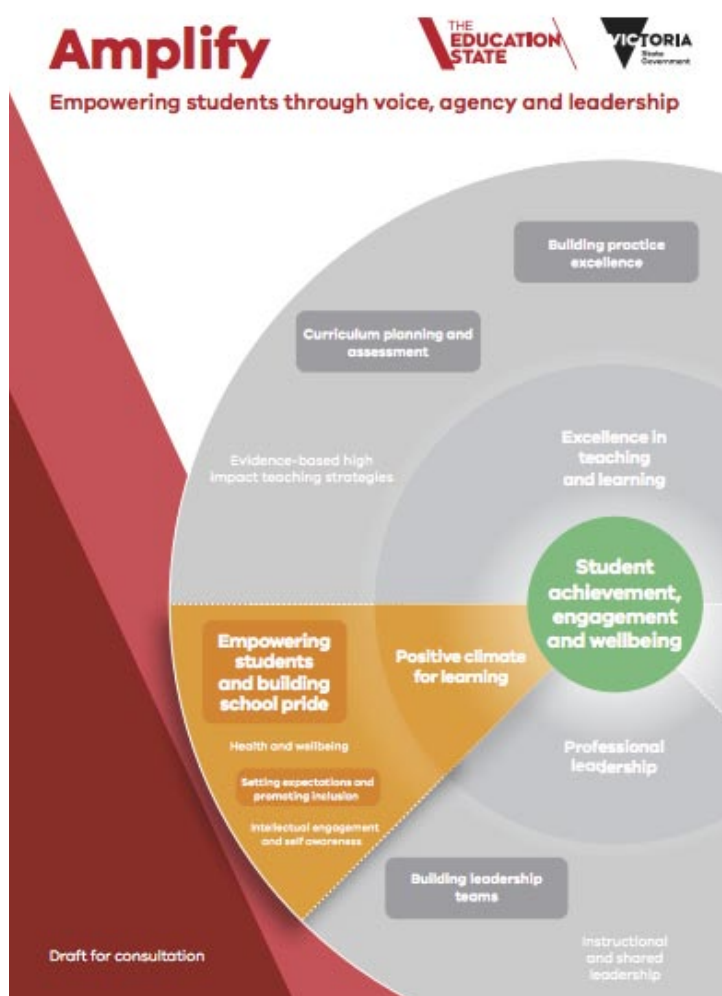 Amplify
THE
EDUCATION
STATE
VICTORIA
State
Government
Empowering students through voice, agency and leadership
Building practice
excellence
Curriculum planning and
assessment
Evidence-based high
impact teaching strategies
Excellence in
teaching
and learning
Student
achievement,
engagement
and wellbeing
Empowering
students
and building
school pride
Positive climate
for learning
Health and wellbeing
Setting expectations and
promoting inclusion
Intellectual engagement
and self awareness
Professional
leadership
Building leadership
teams
Instructional
and shared
leadership
Draft for consultation